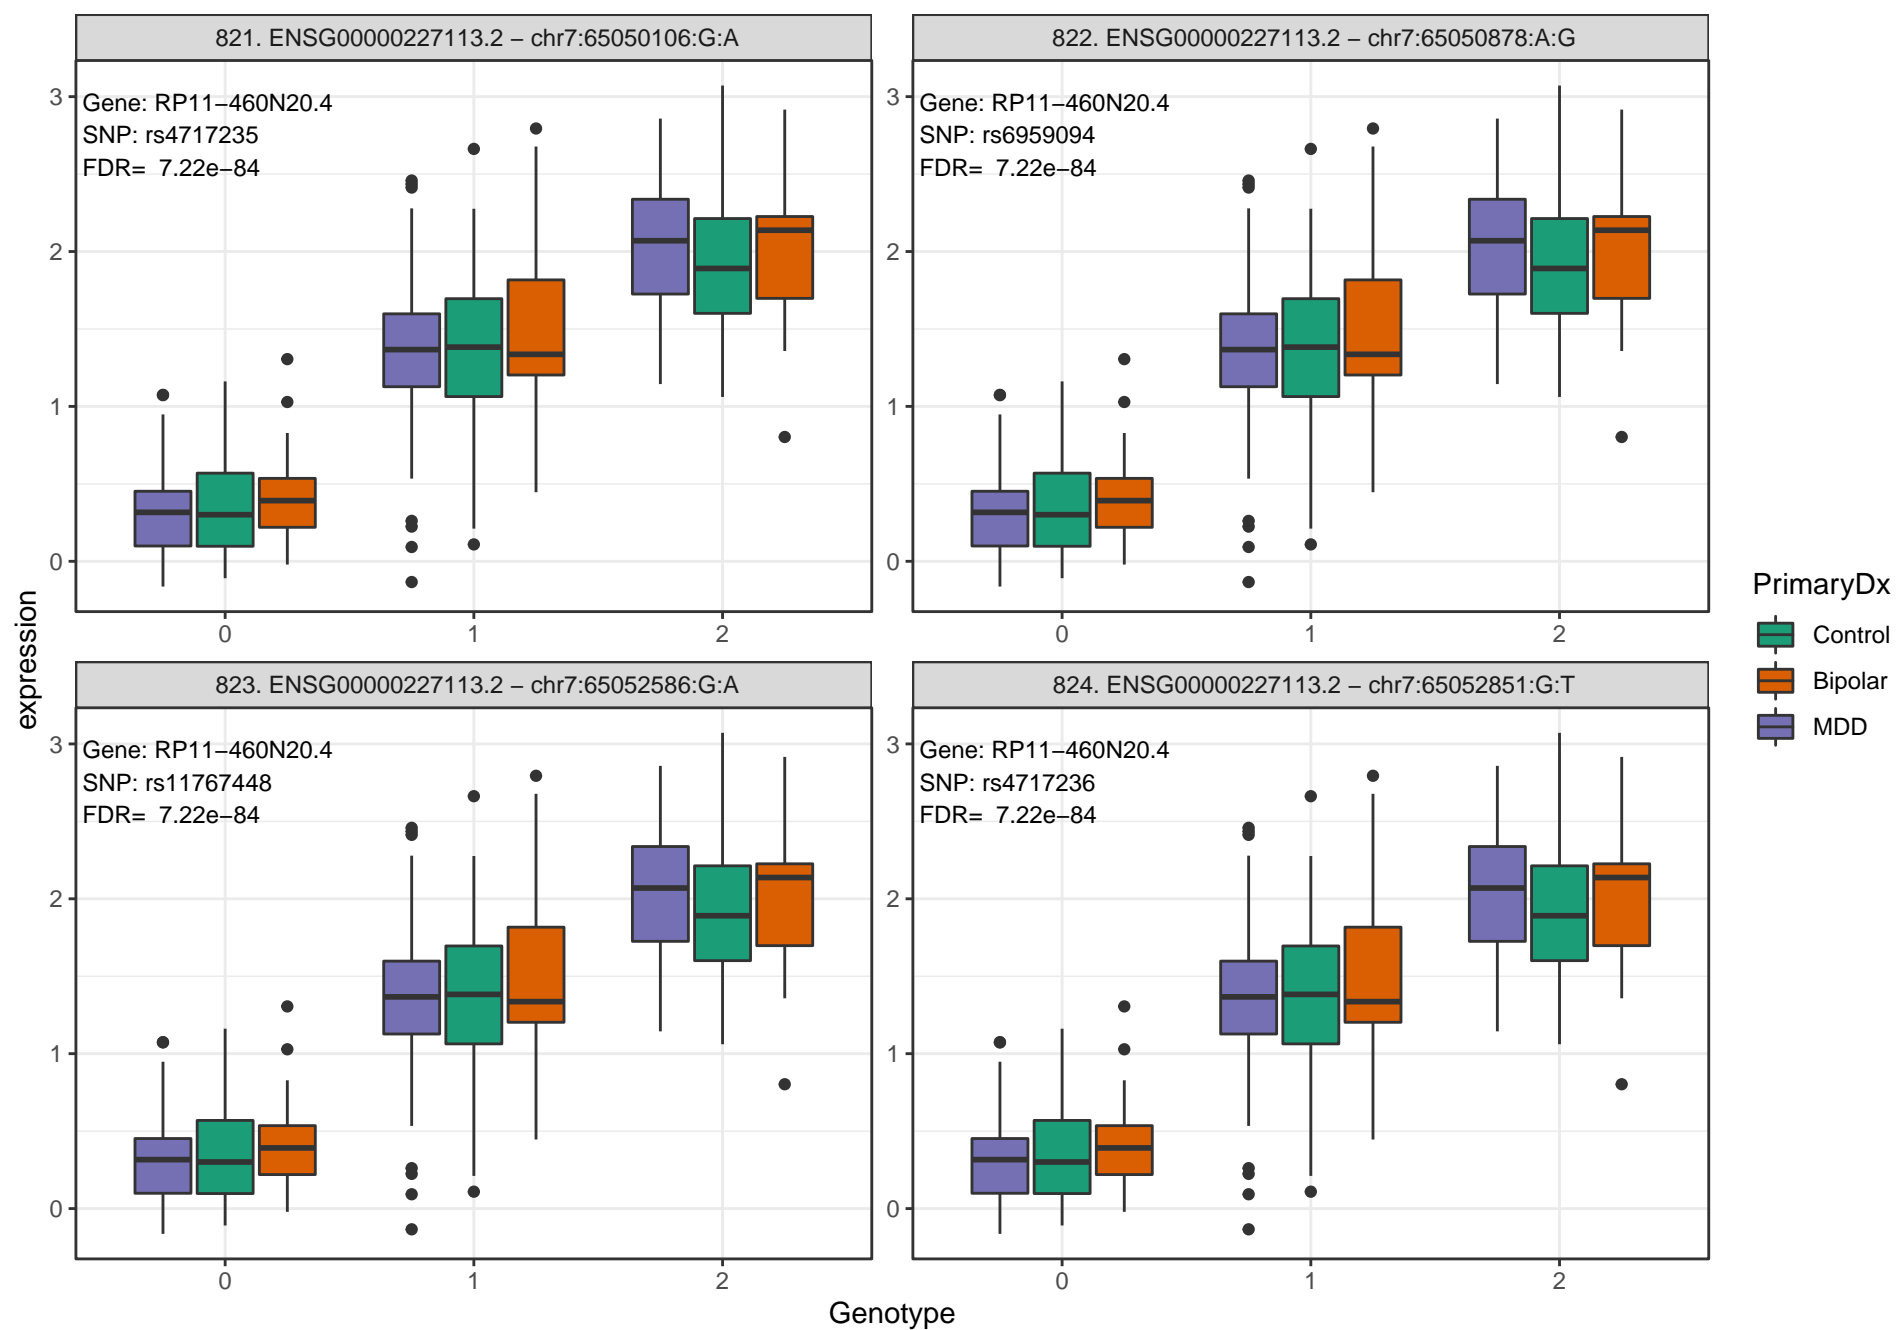 821. ENSG00000227113.2 − chr7:65050106:G:A
Gene: RP11−460N20.4
SNP: rs4717235
FDR= 7.22e−84
3
2
1
0
0 1 2
822. ENSG00000227113.2 − chr7:65050878:A:G
Gene: RP11−460N20.4
SNP: rs6959094
FDR= 7.22e−84
3
2
1
0
0 1 2
823. ENSG00000227113.2 − chr7:65052586:G:A
Gene: RP11−460N20.4
SNP: rs11767448
FDR= 7.22e−84
3
2
1
0
0 1 2
824. ENSG00000227113.2 − chr7:65052851:G:T
Gene: RP11−460N20.4
SNP: rs4717236
FDR= 7.22e−84
3
2
1
0
0 1 2
expression
Genotype
PrimaryDx
Control
Bipolar
MDD